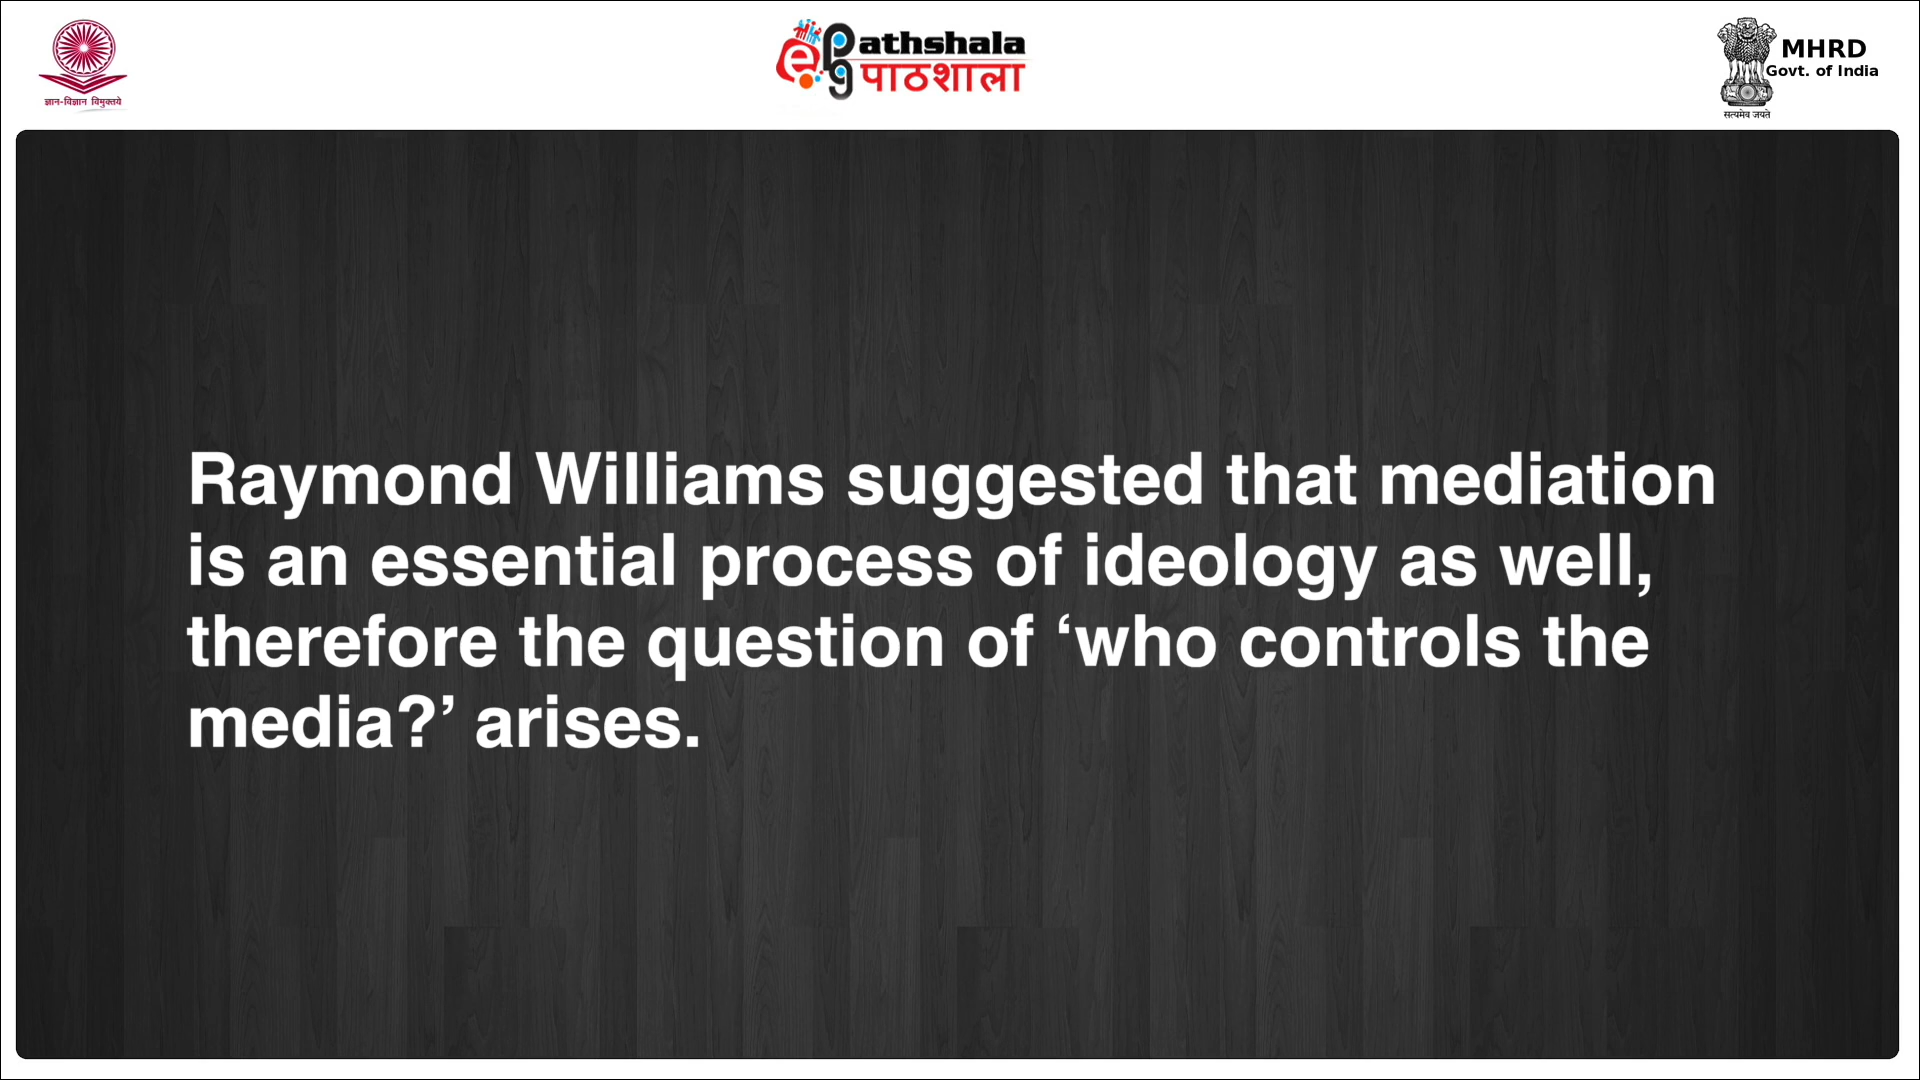 ज्ञान-विज्ञान विमुक्तये
ePG athshala
पाठशाला
MHRD
Govt. of India
सत्यमेव जयते
Raymond Williams suggested that mediation
is an essential process of ideology as well,
therefore the question of ‘who controls the
media?’ arises.